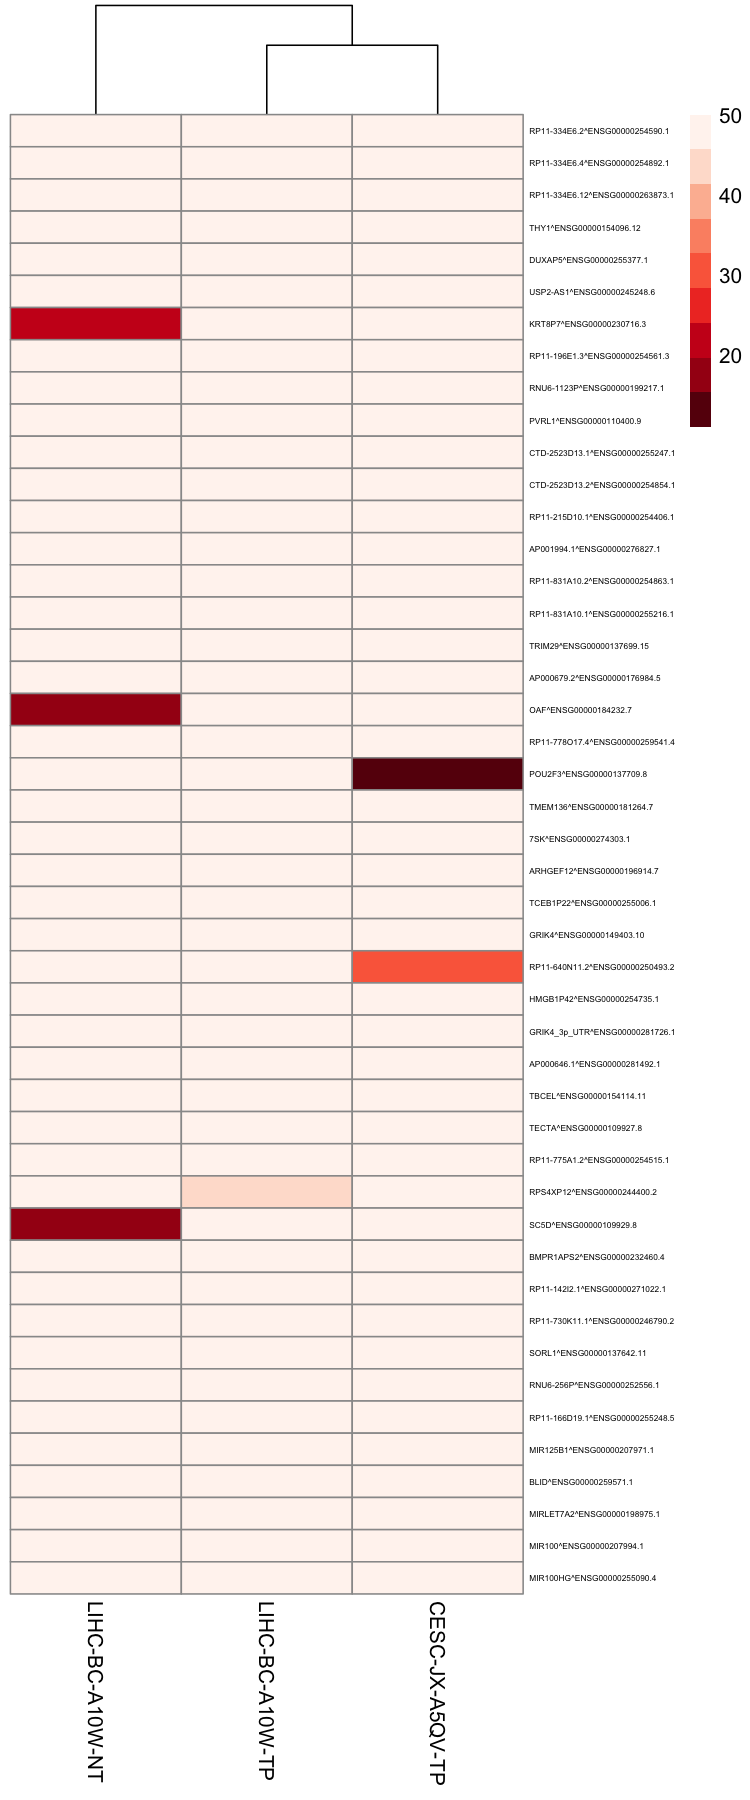 RP11-334E6.2^ENSG00000254590.1
RP11-334E6.4^ENSG00000254892.1
RP11-334E6.12^ENSG00000263873.1
THY1^ENSG00000154096.12
DUXAP5^ENSG00000255377.1
USP2-AS1^ENSG00000245248.6
KRT8P7^ENSG00000230716.3
RP11-196E1.3^ENSG00000254561.3
RNU6-1123P^ENSG00000199217.1
PVRL1^ENSG00000110400.9
CTD-2523D13.1^ENSG00000255247.1
CTD-2523D13.2^ENSG00000254854.1
RP11-215D10.1^ENSG00000254406.1
AP001994.1^ENSG00000276827.1
RP11-831A10.2^ENSG00000254863.1
RP11-831A10.1^ENSG00000255216.1
TRIM29^ENSG00000137699.15
AP000679.2^ENSG00000176984.5
OAF^ENSG00000184232.7
RP11-778O17.4^ENSG00000259541.4
POU2F3^ENSG00000137709.8
TMEM136^ENSG00000181264.7
7SK^ENSG00000274303.1
ARHGEF12^ENSG00000196914.7
TCEB1P22^ENSG00000255006.1
GRIK4^ENSG00000149403.10
RP11-640N11.2^ENSG00000250493.2
HMGB1P42^ENSG00000254735.1
GRIK4_3p_UTR^ENSG00000281726.1
AP000646.1^ENSG00000281492.1
TBCEL^ENSG00000154114.11
TECTA^ENSG00000109927.8
RP11-775A1.2^ENSG00000254515.1
RPS4XP12^ENSG00000244400.2
SC5D^ENSG00000109929.8
BMPR1APS2^ENSG00000232460.4
RP11-142I2.1^ENSG00000271022.1
RP11-730K11.1^ENSG00000246790.2
SORL1^ENSG00000137642.11
RNU6-256P^ENSG00000252556.1
RP11-166D19.1^ENSG00000255248.5
MIR125B1^ENSG00000207971.1
BLID^ENSG00000259571.1
MIRLET7A2^ENSG00000198975.1
MIR100^ENSG00000207994.1
MIR100HG^ENSG00000255090.4
50
40
30
20
LIHC-BC-A10W-NT
LIHC-BC-A10W-TP
CESC-JX-A5QV-TP